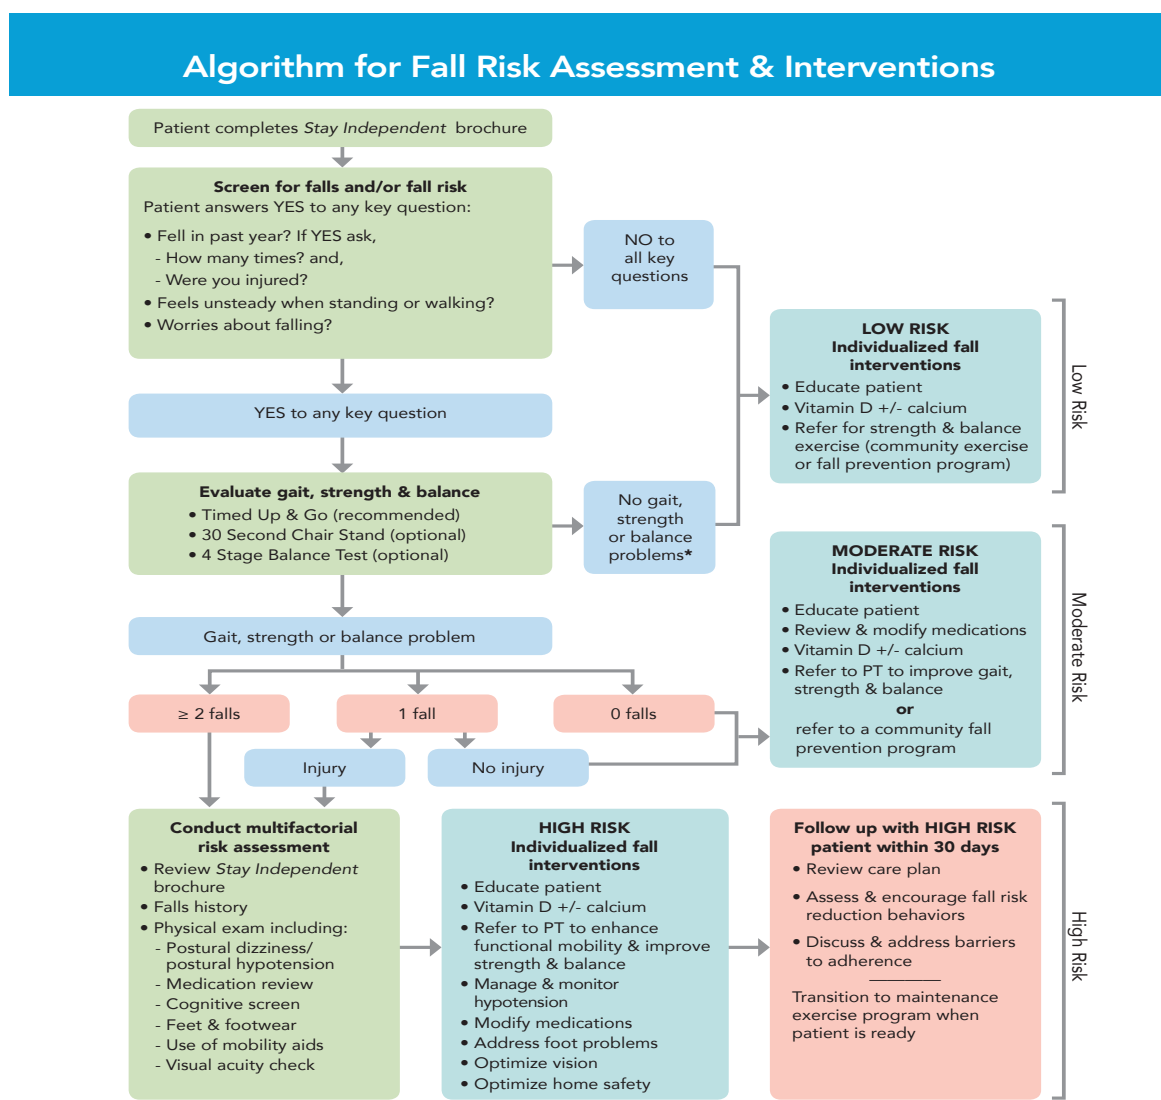 Algorithm for Fall Risk Assessment & Interventions
Patient completes Stay Independent brochure
Screen for falls and/or fall risk
Patient answers YES to any key question:
• Fell in past year? If YES ask,
- How many times? and,
- Were you injured?
• Feels unsteady when standing or walking?
• Worries about falling?
NO to
all key
questions
YES to any key question
Evaluate gait, strength & balance
• Timed Up & Go (recommended)
• 30 Second Chair Stand (optional)
• 4 Stage Balance Test (optional)
No gait,
strength
or balance
problems*
LOW RISK
Individualized fall
interventions
• Educate patient
• Vitamin D +/- calcium
• Refer for strength & balance
exercise (community exercise
or fall prevention program)
Low Risk
Gait, strength or balance problem
≥ 2 falls
1 fall
0 falls
Injury
No injury
MODERATE RISK
Individualized fall
interventions
• Educate patient
• Review & modify medications
• Vitamin D +/- calcium
• Refer to PT to improve gait,
strength & balance
or
refer to a community fall
prevention program
Moderate Risk
Conduct multifactorial
risk assessment
• Review Stay Independent
brochure
• Falls history
• Physical exam including:
- Postural dizziness/
postural hypotension
- Medication review
- Cognitive screen
- Feet & footwear
- Use of mobility aids
- Visual acuity check
HIGH RISK
Individualized fall
interventions
• Educate patient
• Vitamin D +/- calcium
• Refer to PT to enhance
functional mobility & improve
strength & balance
• Manage & monitor
hypotension
• Modify medications
• Address foot problems
• Optimize vision
• Optimize home safety
Follow up with HIGH RISK
patient within 30 days
• Review care plan
• Assess & encourage fall risk
reduction behaviors
• Discuss & address barriers
to adherence
Transition to maintenance
exercise program when
patient is ready
High Risk